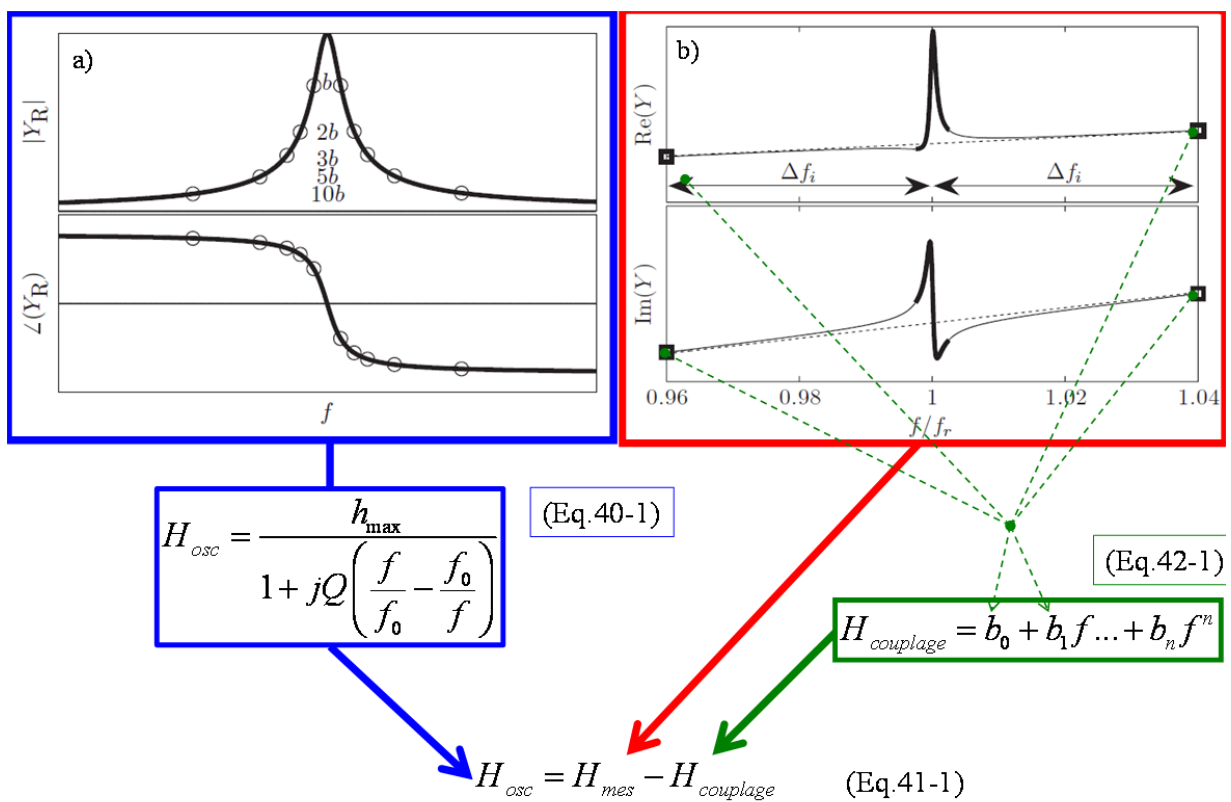 a)
|Y_R|
b
2b
3b
5b
10b
∠(Y_R)
f
b)
Re(Y)
Δf_i Δf_i
Im(Y)
0.96 0.98 1 1.02 1.04
f/f_r
H_osc = h_max / (1 + jQ(f/f_0 − f_0/f))
(Eq.40-1)
(Eq.42-1)
H_couplage = b_0 + b_1 f ... + b_n f^n
H_osc = H_mes − H_couplage (Eq.41-1)